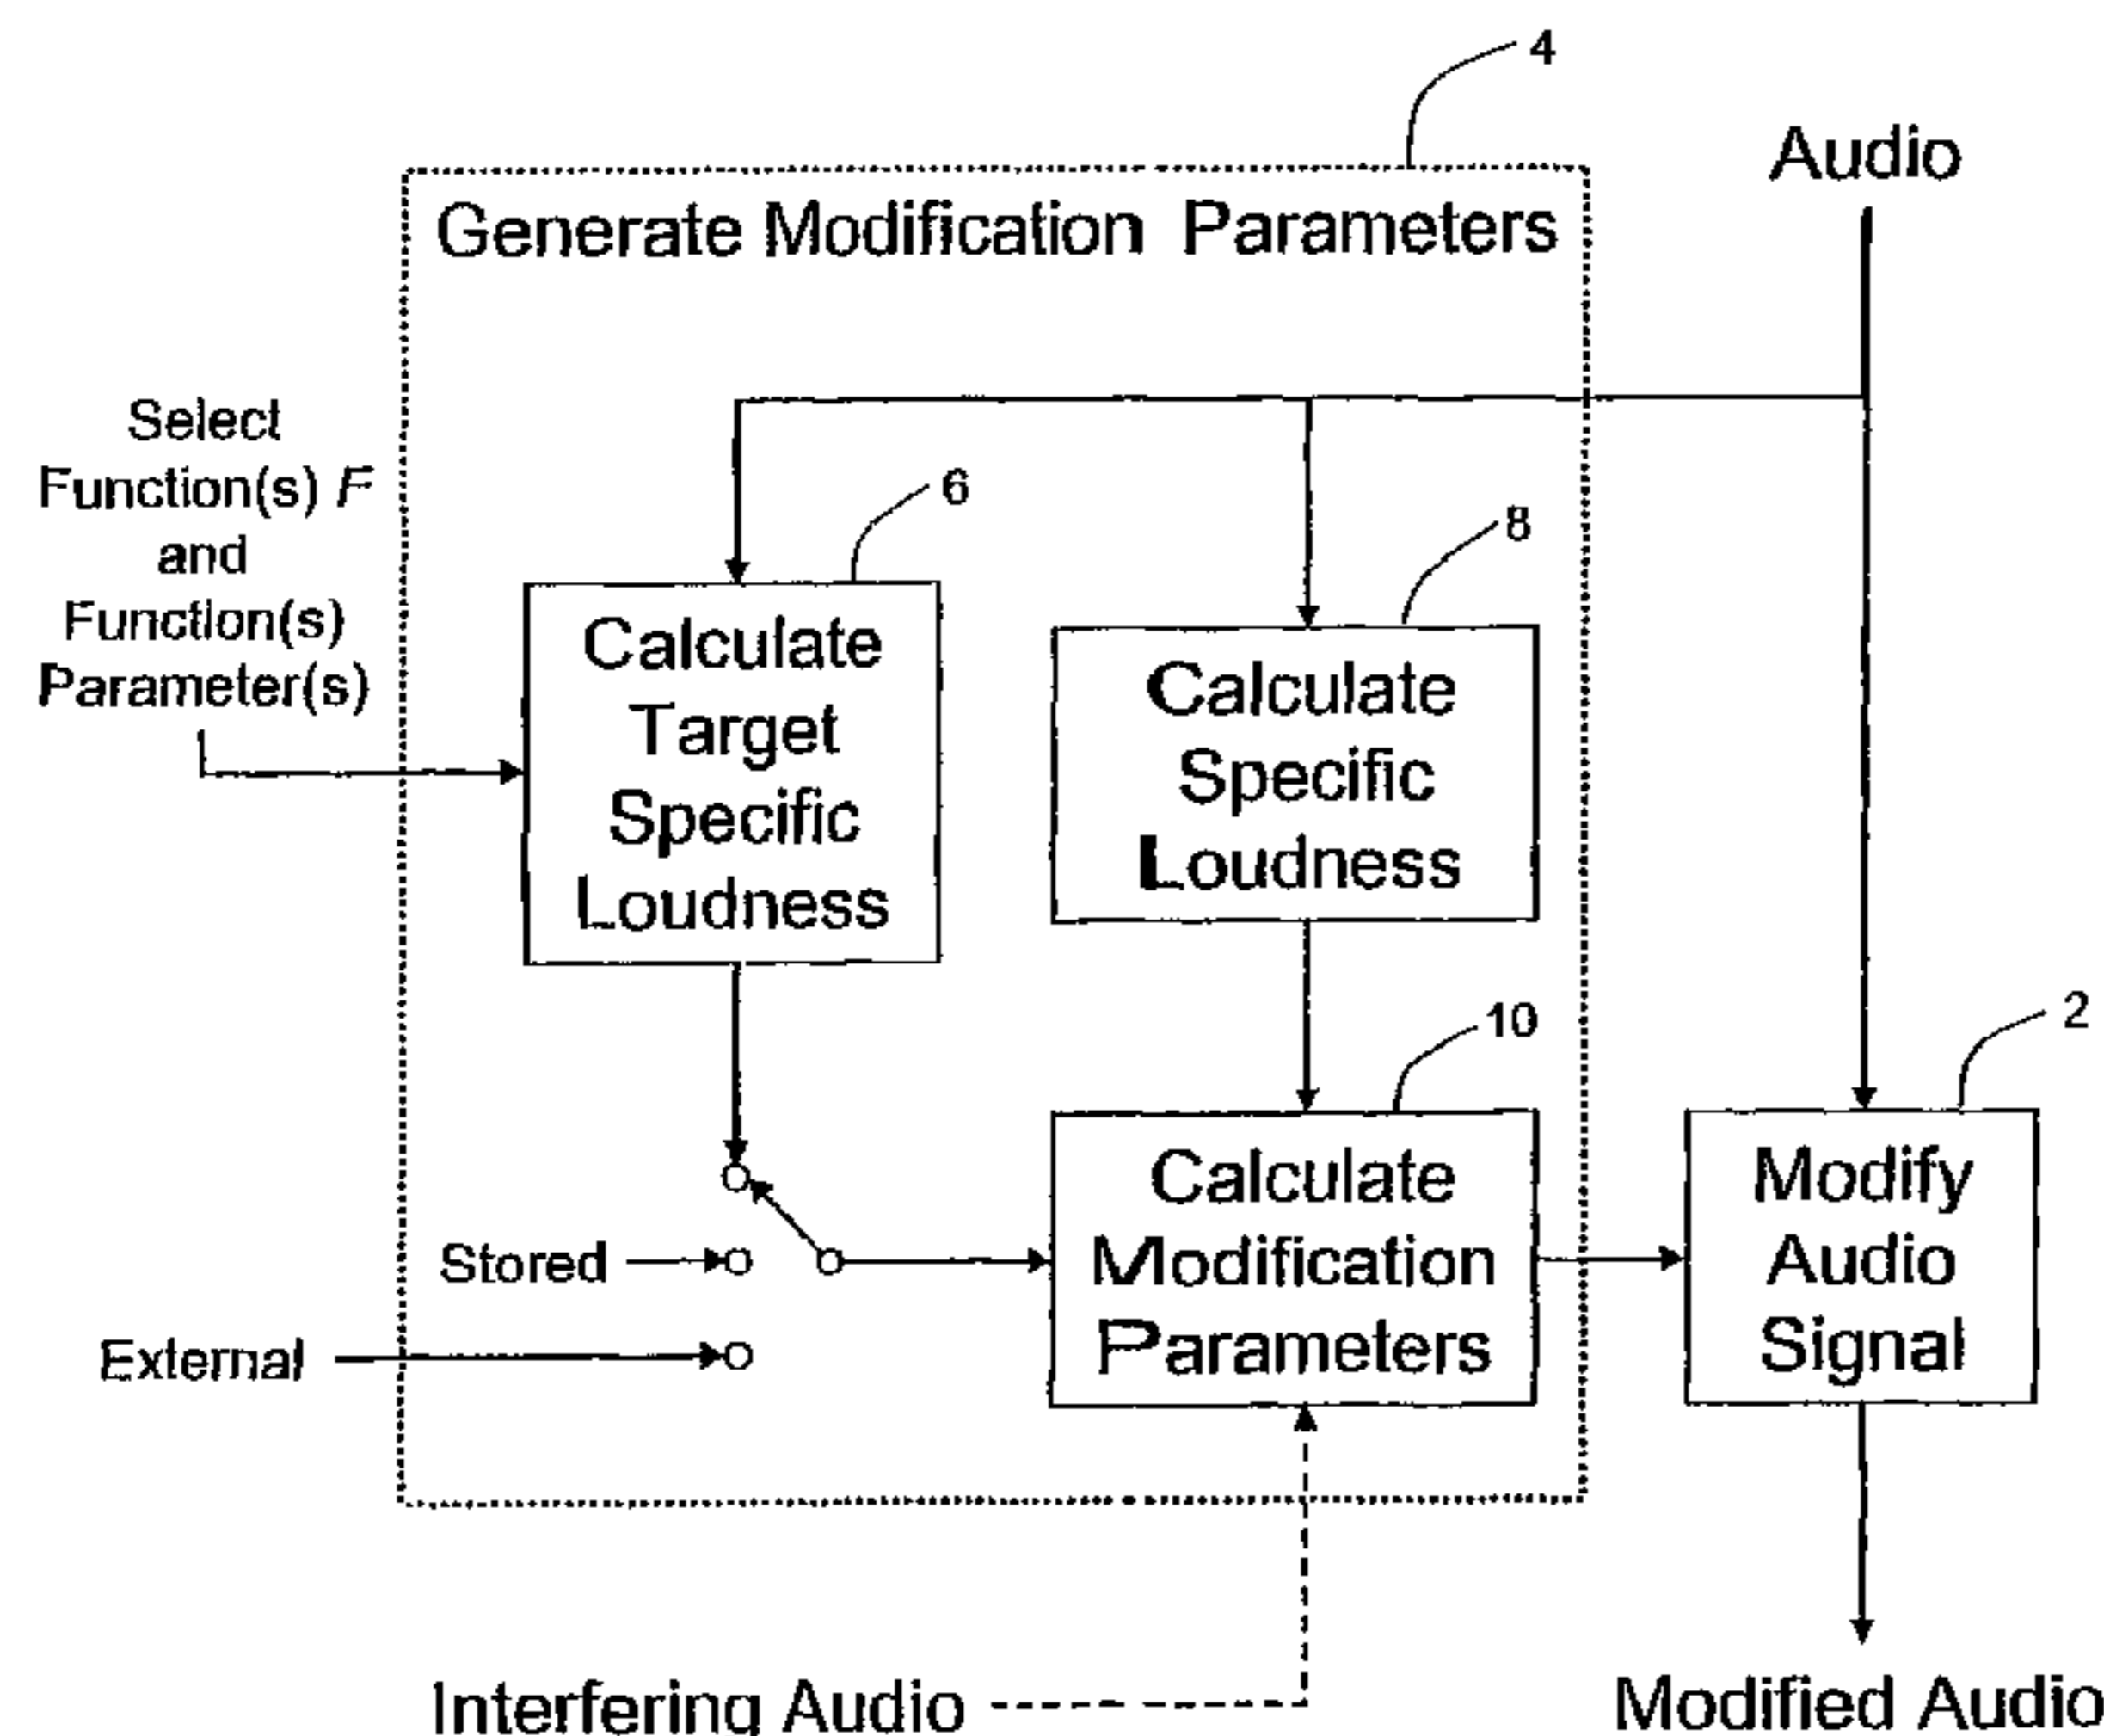 4
Audio
Generate Modification Parameters
Select
Function(s) F
and
Function(s)
Parameter(s)
6
8
Calculate
Target
Specific
Loudness
Calculate
Specific
Loudness
10
2
Calculate
Modification
Parameters
Modify
Audio
Signal
Stored
External
Interfering Audio
Modified Audio